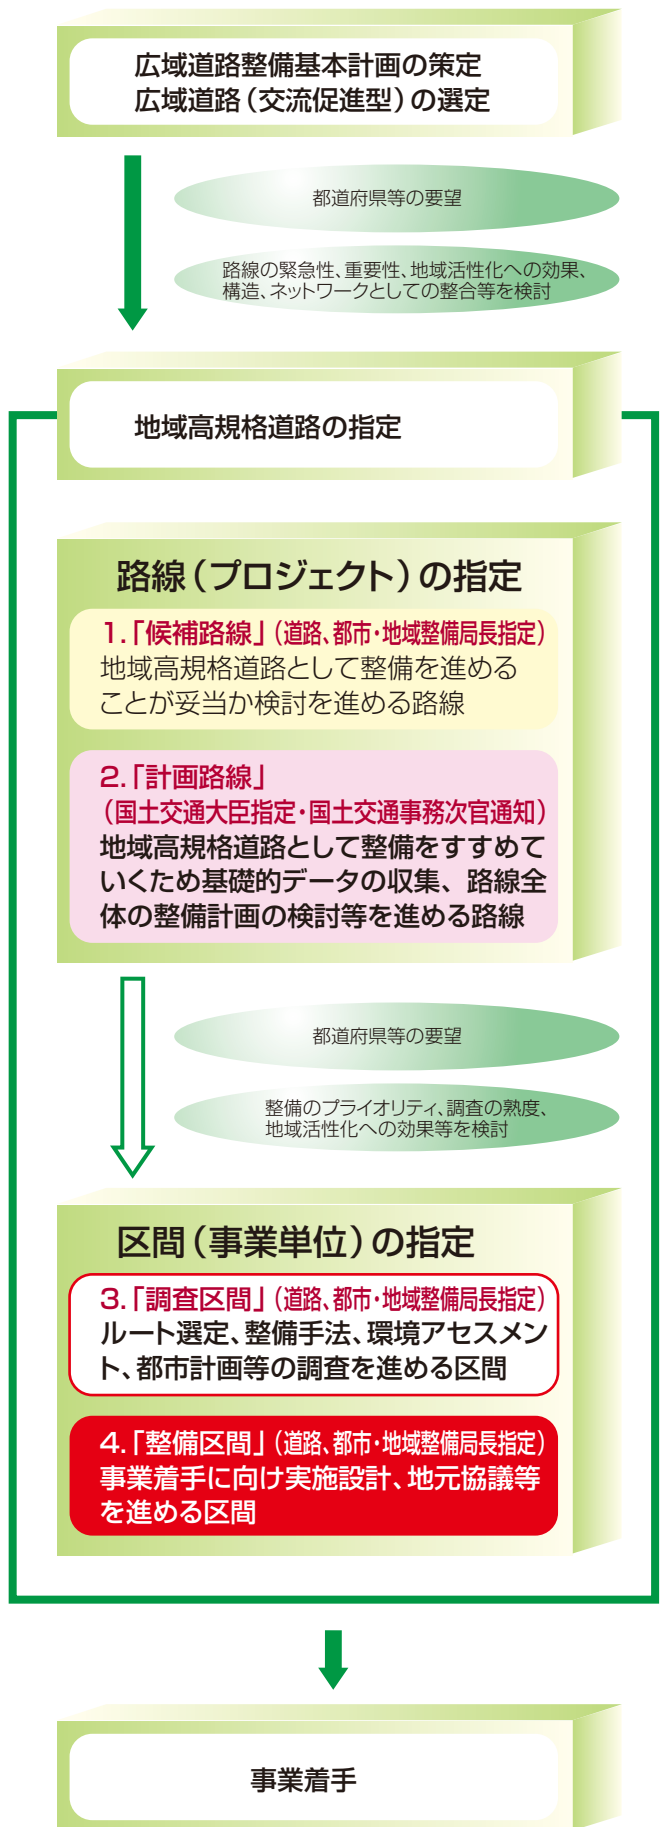 広域道路整備基本計画の策定
広域道路（交流促進型）の選定
都道府県等の要望
路線の緊急性、重要性、地域活性化への効果、
構造、ネットワークとしての整合等を検討
地域高規格道路の指定
路線（プロジェクト）の指定
1.「候補路線」（道路、都市・地域整備局長指定）
地域高規格道路として整備を進める
ことが妥当か検討を進める路線
2.「計画路線」
（国土交通大臣指定・国土交通事務次官通知）
地域高規格道路として整備をすすめて
いくため基礎的データの収集、路線全
体の整備計画の検討等を進める路線
都道府県等の要望
整備のプライオリティ、調査の熟度、
地域活性化への効果等を検討
区間（事業単位）の指定
3.「調査区間」（道路、都市・地域整備局長指定）
ルート選定、整備手法、環境アセスメン
ト、都市計画等の調査を進める区間
4.「整備区間」（道路、都市・地域整備局長指定）
事業着手に向け実施設計、地元協議等
を進める区間
事業着手